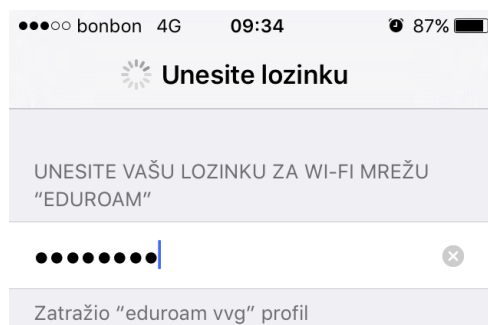 bonbon 4G 09:34 87%
Unesite lozinku
UNESITE VAŠU LOZINKU ZA WI-FI MREŽU
“EDUROAM”
●●●●●●●●
Zatražio “eduroam vvg” profil